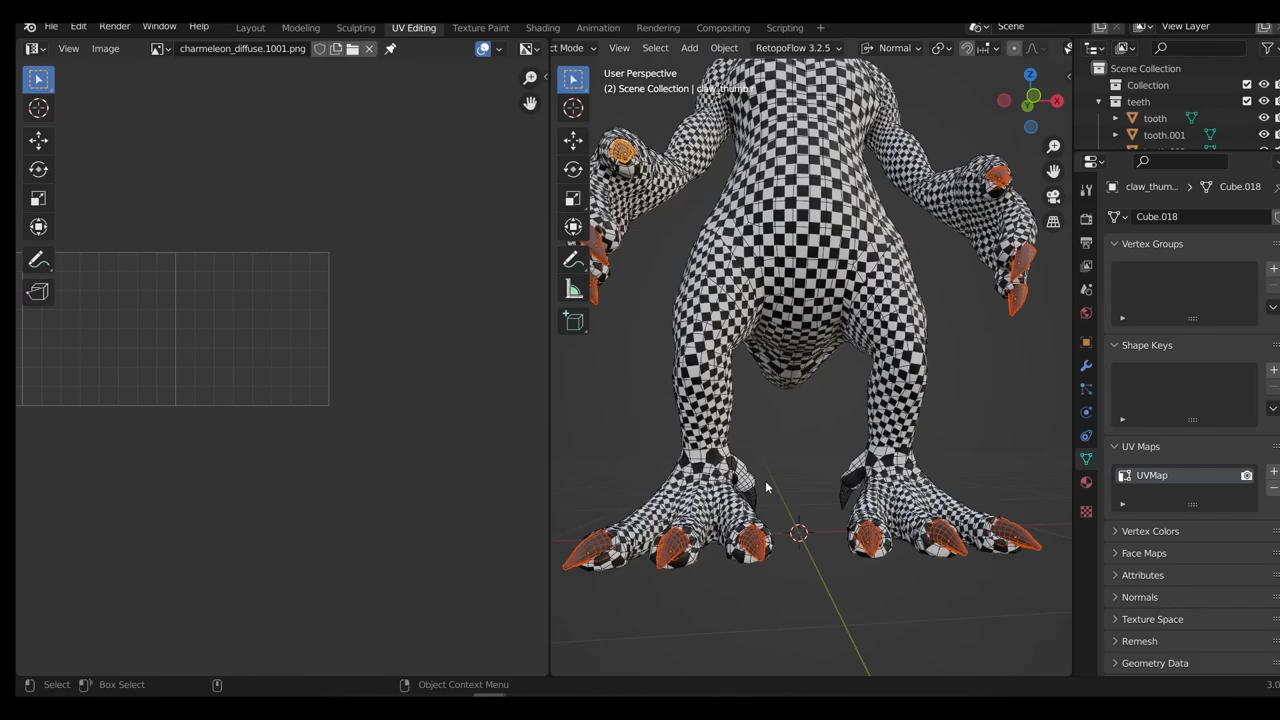 File Edit Render Window Help Layout Modeling Sculpting UV Editing Texture Paint Shading Animation Rendering Compositing Scripting + Scene View Layer
View Image charmeleon_diffuse.1001.png ct Mode View Select Add Object RetopoFlow 3.2.5 Normal
User Perspective
(2) Scene Collection | claw_thumb.r
Scene Collection
Collection
teeth
tooth
tooth.001
claw_thum... Cube.018
Cube.018
Vertex Groups
Shape Keys
UV Maps
UVMap
Vertex Colors
Face Maps
Attributes
Normals
Texture Space
Remesh
Geometry Data
Select Box Select Object Context Menu 3.0
Z
X
Y